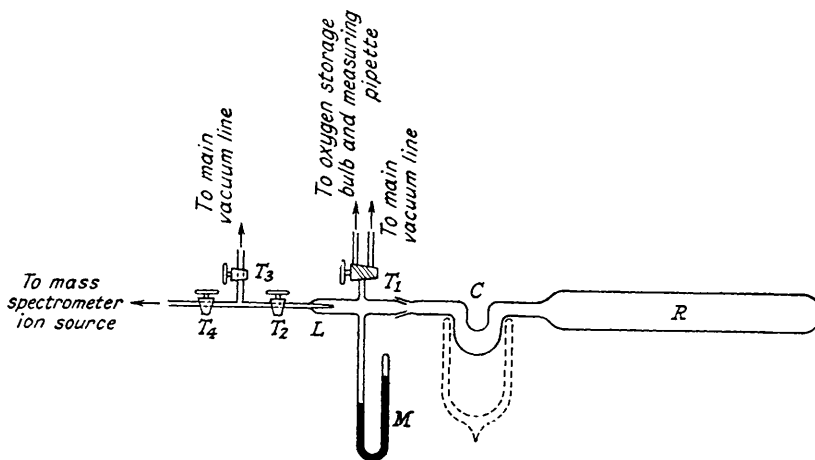 To main
vacuum line
To oxygen storage
bulb and measuring
pipette
To main
vacuum line
To mass
spectrometer
ion source
T3
T1
C
R
T4
T2
L
M